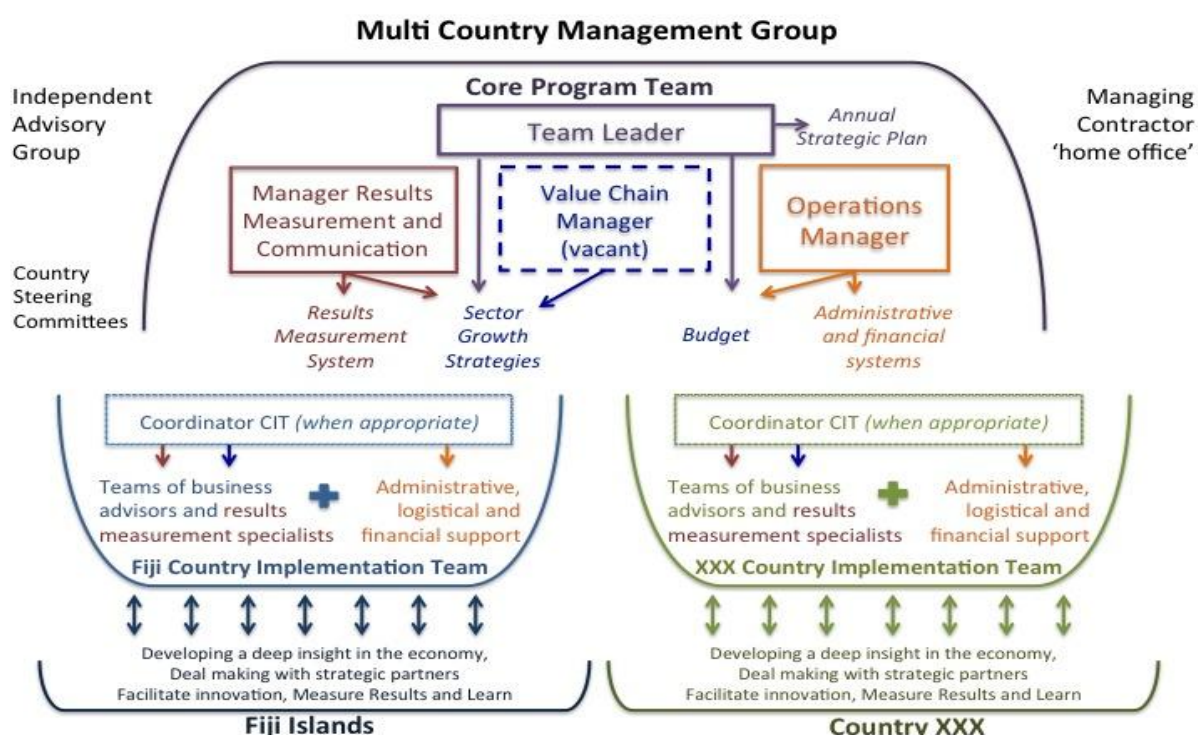 Multi Country Management Group
Independent
Advisory
Group
Core Program Team
Team Leader
Annual
Strategic Plan
Managing
Contractor
‘home office’
Manager Results
Measurement and
Communication
Value Chain
Manager
(vacant)
Operations
Manager
Country
Steering
Committees
Results
Measurement
System
Sector
Growth
Strategies
Budget
Administrative
and financial
systems
Coordinator CIT (when appropriate)
Teams of business
advisors and results
measurement specialists
Administrative,
logistical and
financial support
Fiji Country Implementation Team
Developing a deep insight in the economy,
Deal making with strategic partners
Facilitate innovation, Measure Results and Learn
Fiji Islands
Coordinator CIT (when appropriate)
Teams of business
advisors and results
measurement specialists
Administrative,
logistical and
financial support
XXX Country Implementation Team
Developing a deep insight in the economy,
Deal making with strategic partners
Facilitate innovation, Measure Results and Learn
Country XXX